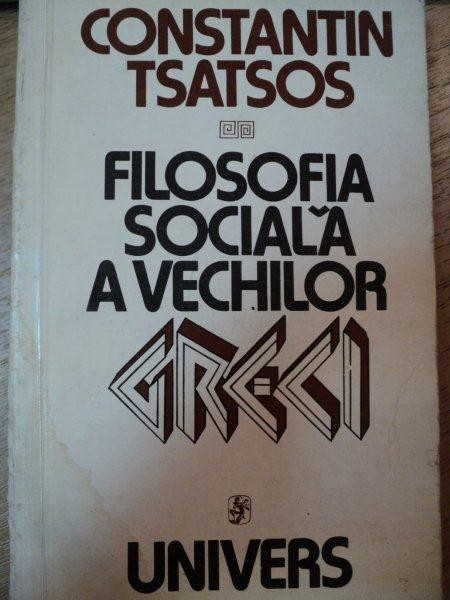 CONSTANTIN
TSATSOS
FILOSOFIA
SOCIALĂ
A VECHILOR
GRECI
UNIVERS